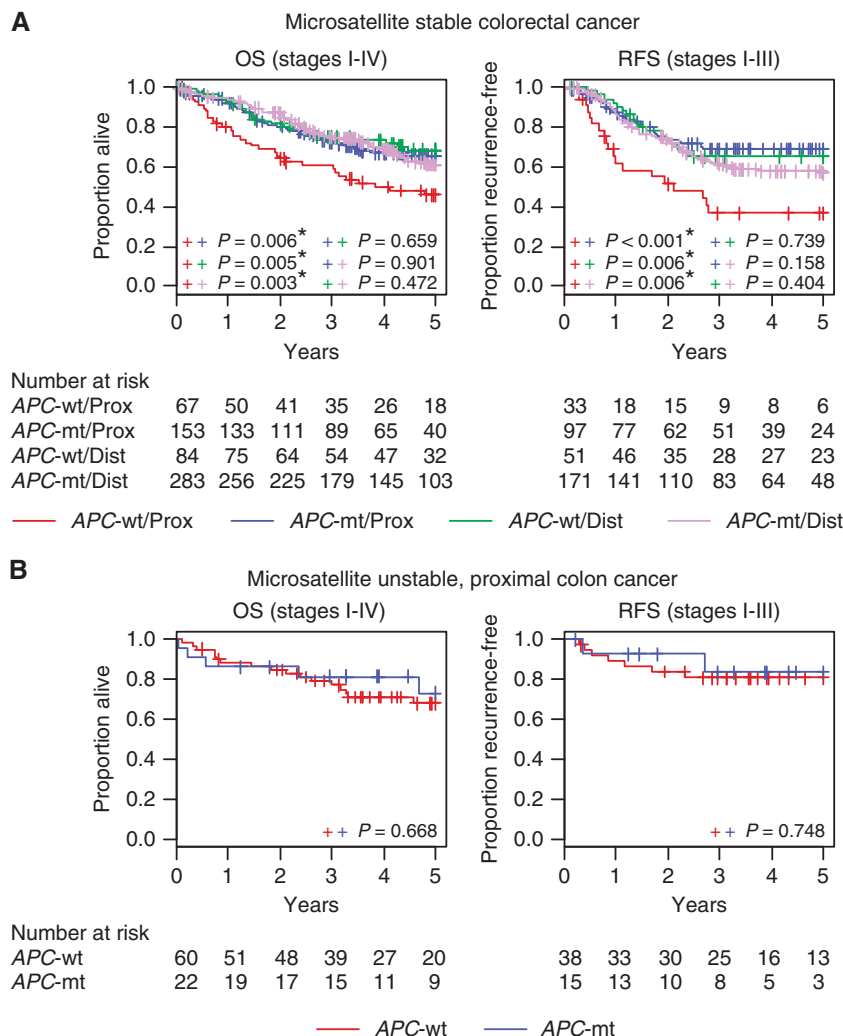 A
Microsatellite stable colorectal cancer
OS (stages I-IV)
RFS (stages I-III)
Proportion alive
1.0
0.8
0.6
0.4
0.2
0.0
++ P = 0.006* ++ P = 0.659
++ P = 0.005* ++ P = 0.901
++ P = 0.003* ++ P = 0.472
0 1 2 3 4 5
Years
Proportion recurrence-free
1.0
0.8
0.6
0.4
0.2
0.0
++ P < 0.001* ++ P = 0.739
++ P = 0.006* ++ P = 0.158
++ P = 0.006* ++ P = 0.404
0 1 2 3 4 5
Years
Number at risk
APC-wt/Prox 67 50 41 35 26 18 33 18 15 9 8 6
APC-mt/Prox 153 133 111 89 65 40 97 77 62 51 39 24
APC-wt/Dist 84 75 64 54 47 32 51 46 35 28 27 23
APC-mt/Dist 283 256 225 179 145 103 171 141 110 83 64 48
APC-wt/Prox APC-mt/Prox APC-wt/Dist APC-mt/Dist
B
Microsatellite unstable, proximal colon cancer
OS (stages I-IV)
RFS (stages I-III)
Proportion alive
1.0
0.8
0.6
0.4
0.2
0.0
++ P = 0.668
0 1 2 3 4 5
Years
Proportion recurrence-free
1.0
0.8
0.6
0.4
0.2
0.0
++ P = 0.748
0 1 2 3 4 5
Years
Number at risk
APC-wt 60 51 48 39 27 20 38 33 30 25 16 13
APC-mt 22 19 17 15 11 9 15 13 10 8 5 3
APC-wt APC-mt